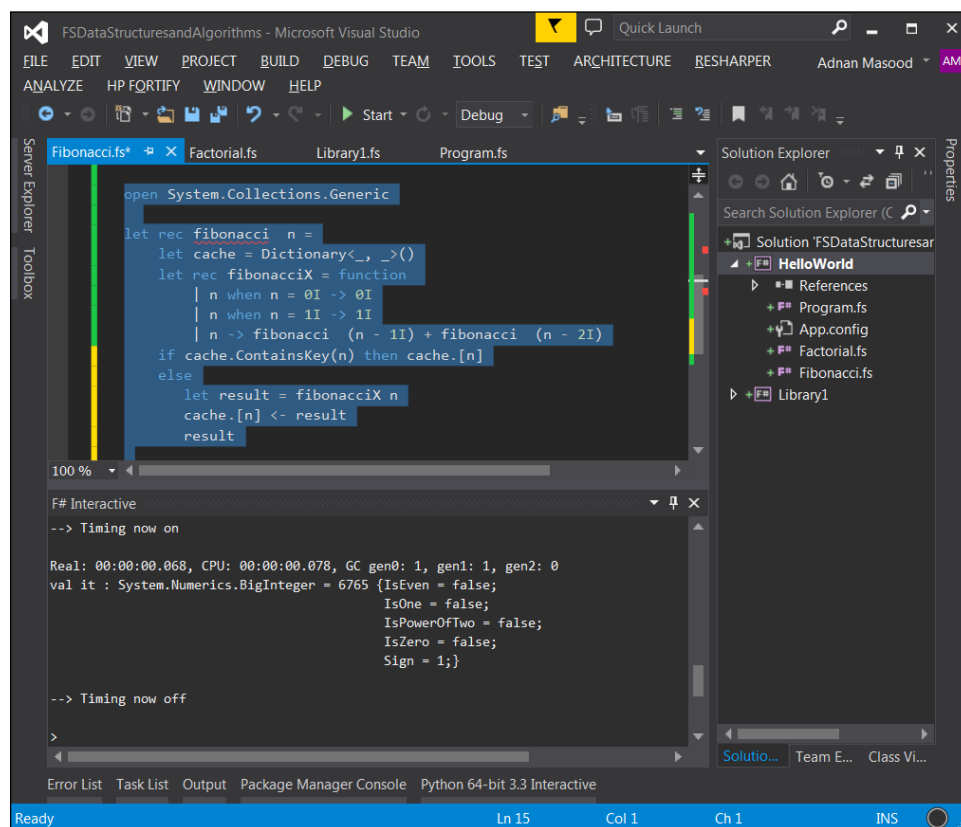 FSDataStructuresandAlgorithms - Microsoft Visual Studio
Quick Launch
FILE EDIT VIEW PROJECT BUILD DEBUG TEAM TOOLS TEST ARCHITECTURE RESHARPER Adnan Masood AM
ANALYZE HP FORTIFY WINDOW HELP
Start Debug
Server Explorer
Toolbox
Fibonacci.fs* Factorial.fs Library1.fs Program.fs
open System.Collections.Generic
let rec fibonacci n =
let cache = Dictionary<_, _>()
let rec fibonacciX = function
| n when n = 0I -> 0I
| n when n = 1I -> 1I
| n -> fibonacci (n - 1I) + fibonacci (n - 2I)
if cache.ContainsKey(n) then cache.[n]
else
let result = fibonacciX n
cache.[n] <- result
result
100 %
F# Interactive
--> Timing now on
Real: 00:00:00.068, CPU: 00:00:00.078, GC gen0: 1, gen1: 1, gen2: 0
val it : System.Numerics.BigInteger = 6765 {IsEven = false;
IsOne = false;
IsPowerOfTwo = false;
IsZero = false;
Sign = 1;}
--> Timing now off
>
Solution Explorer
Search Solution Explorer (C
Solution 'FSDataStructuresar
F# HelloWorld
References
F# Program.fs
App.config
F# Factorial.fs
F# Fibonacci.fs
F# Library1
Solutio... Team E... Class Vi...
Properties
Error List Task List Output Package Manager Console Python 64-bit 3.3 Interactive
Ready Ln 15 Col 1 Ch 1 INS